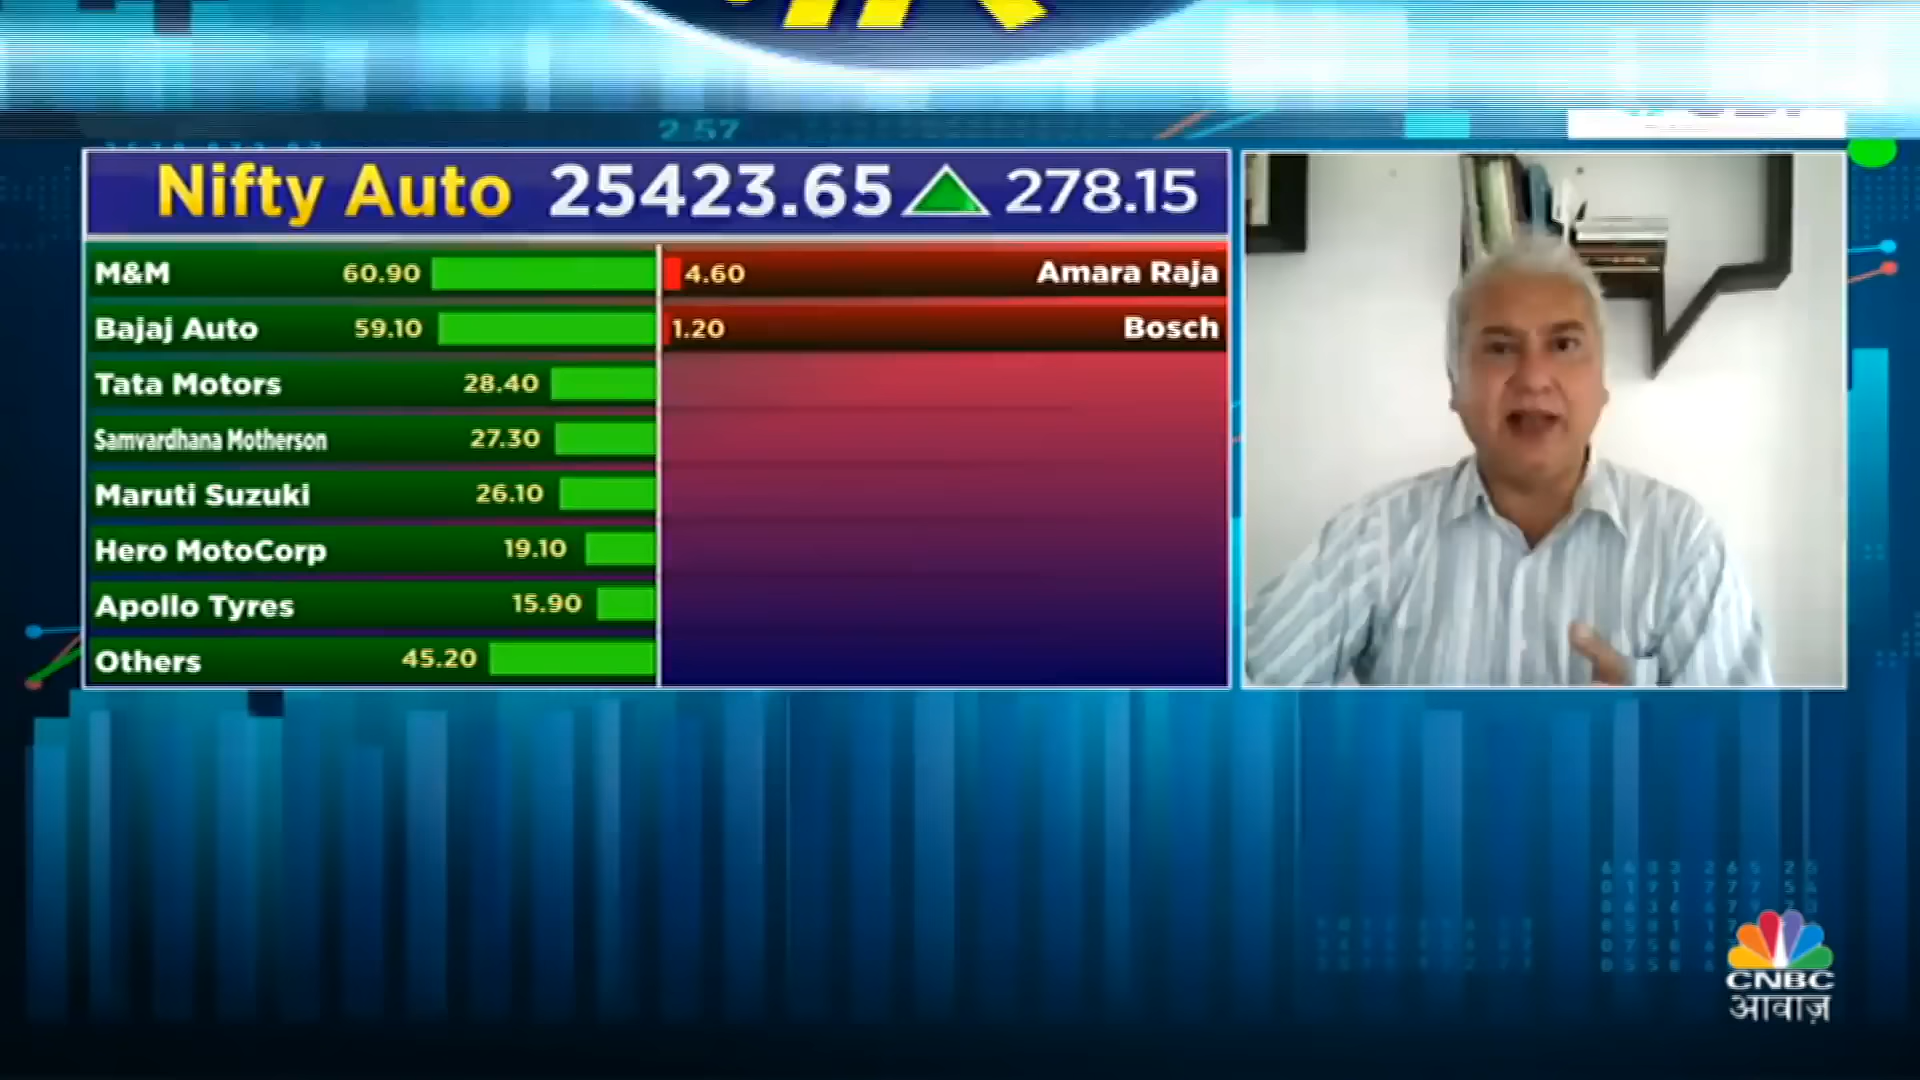 2:57
Nifty Auto 25423.65 278.15
M&M 60.90
4.60 Amara Raja
Bajaj Auto 59.10
1.20 Bosch
Tata Motors 28.40
Samvardhana Motherson 27.30
Maruti Suzuki 26.10
Hero MotoCorp 19.10
Apollo Tyres 15.90
Others 45.20
CNBC
आवाज़